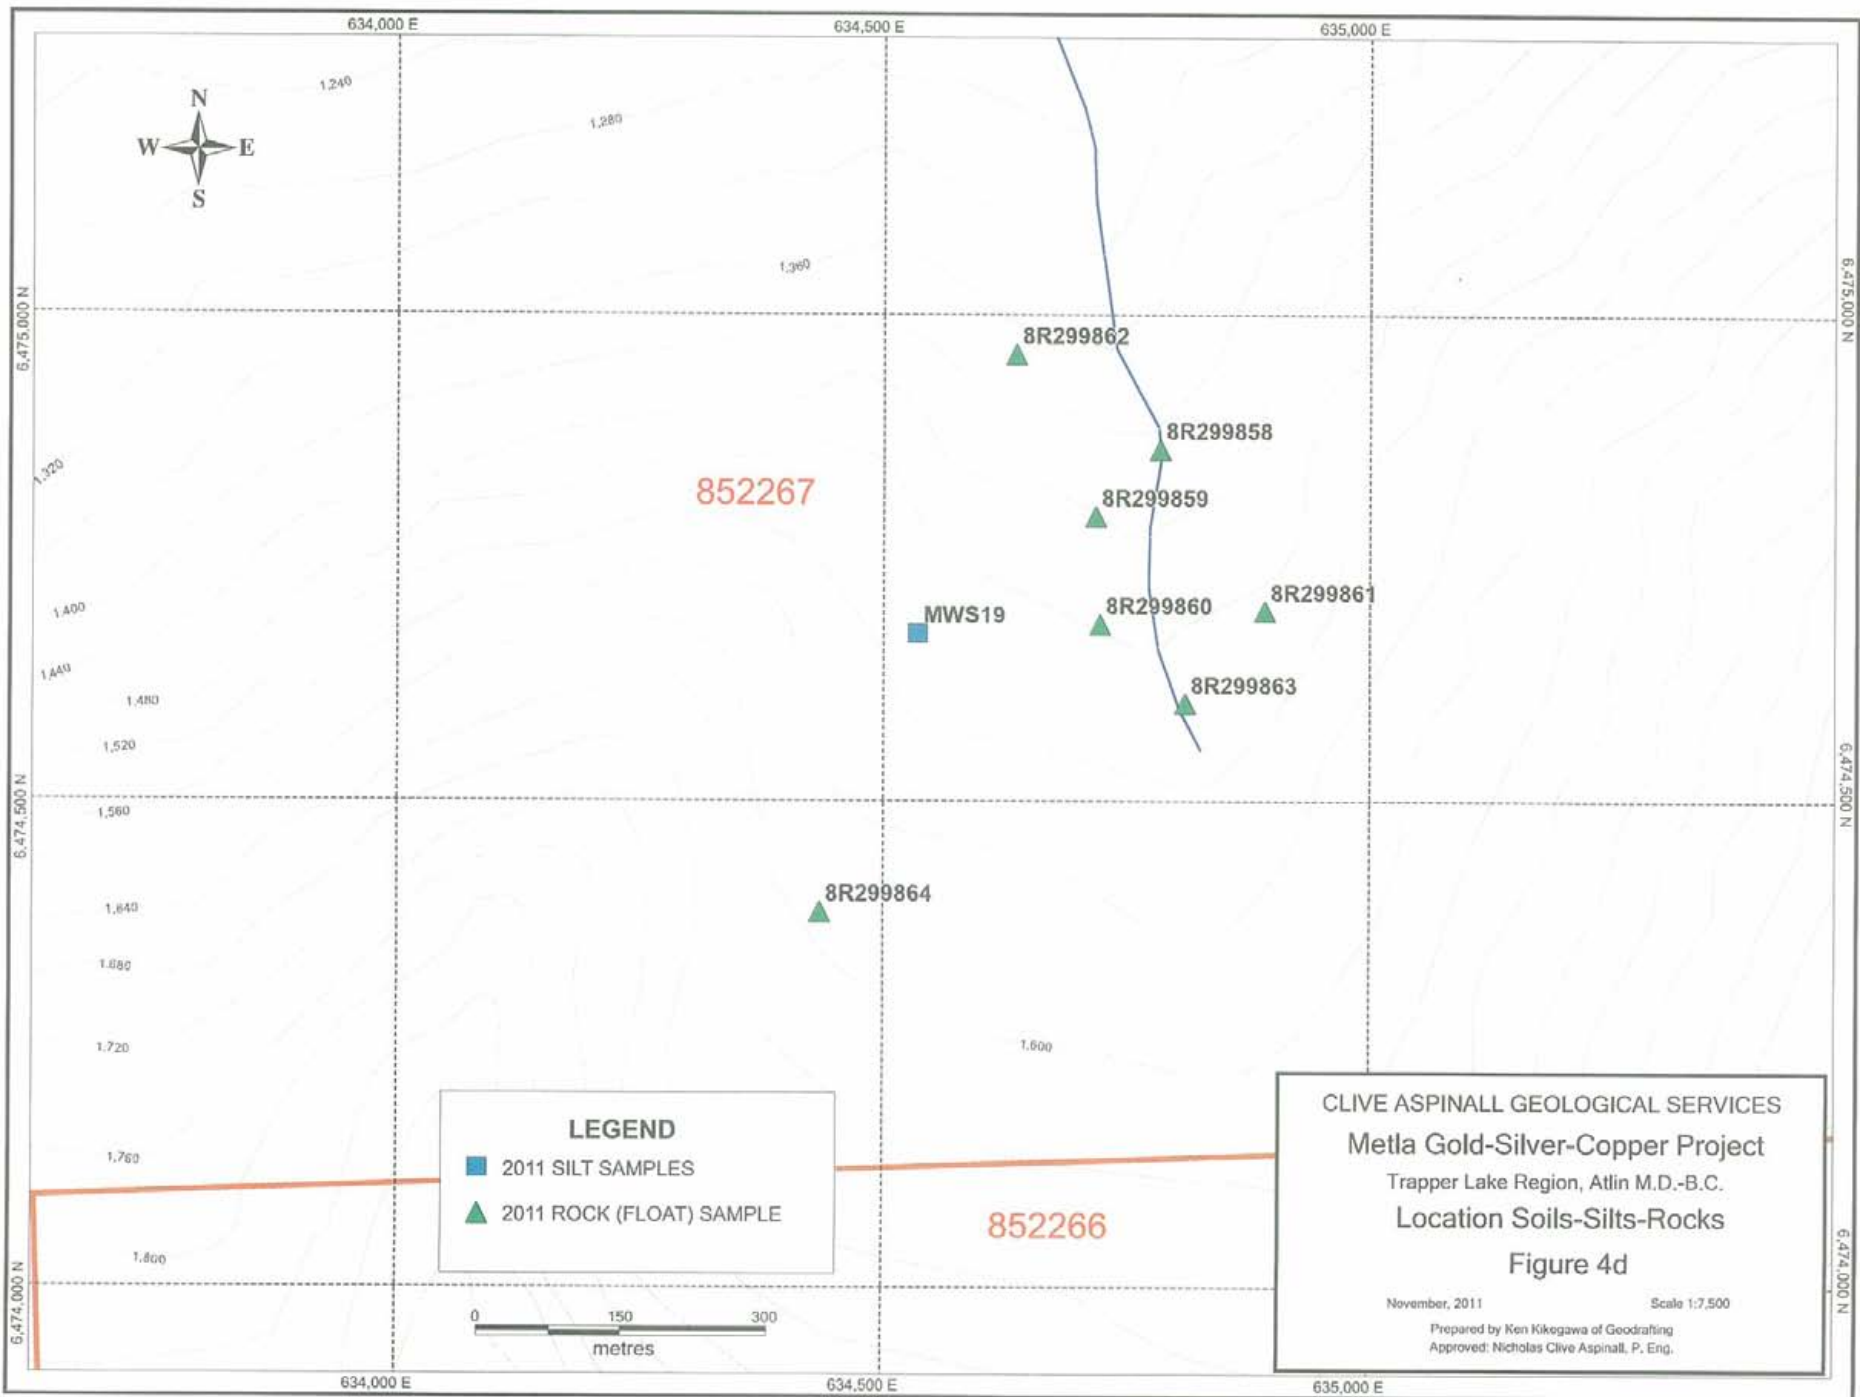 634,000 E
634,500 E
635,000 E
1,240
N
W E
S
1,280
1,360
6,475,000 N
6,475,000 N
8R299862
8R299858
1,320
852267
8R299859
1,400
8R299861
8R299860
MWS19
1,440
8R299863
1,480
1,520
6,474,500 N
6,474,500 N
1,560
8R299864
1,640
1,680
1,720
1,600
1,760
LEGEND
2011 SILT SAMPLES
2011 ROCK (FLOAT) SAMPLE
852266
1,800
6,474,000 N
6,474,000 N
0 150 300
metres
CLIVE ASPINALL GEOLOGICAL SERVICES
Metla Gold-Silver-Copper Project
Trapper Lake Region, Atlin M.D.-B.C.
Location Soils-Silts-Rocks
Figure 4d
November, 2011 Scale 1:7,500
Prepared by Ken Kikegawa of Geodrafting
Approved: Nicholas Clive Aspinall, P. Eng.
634,000 E
634,500 E
635,000 E